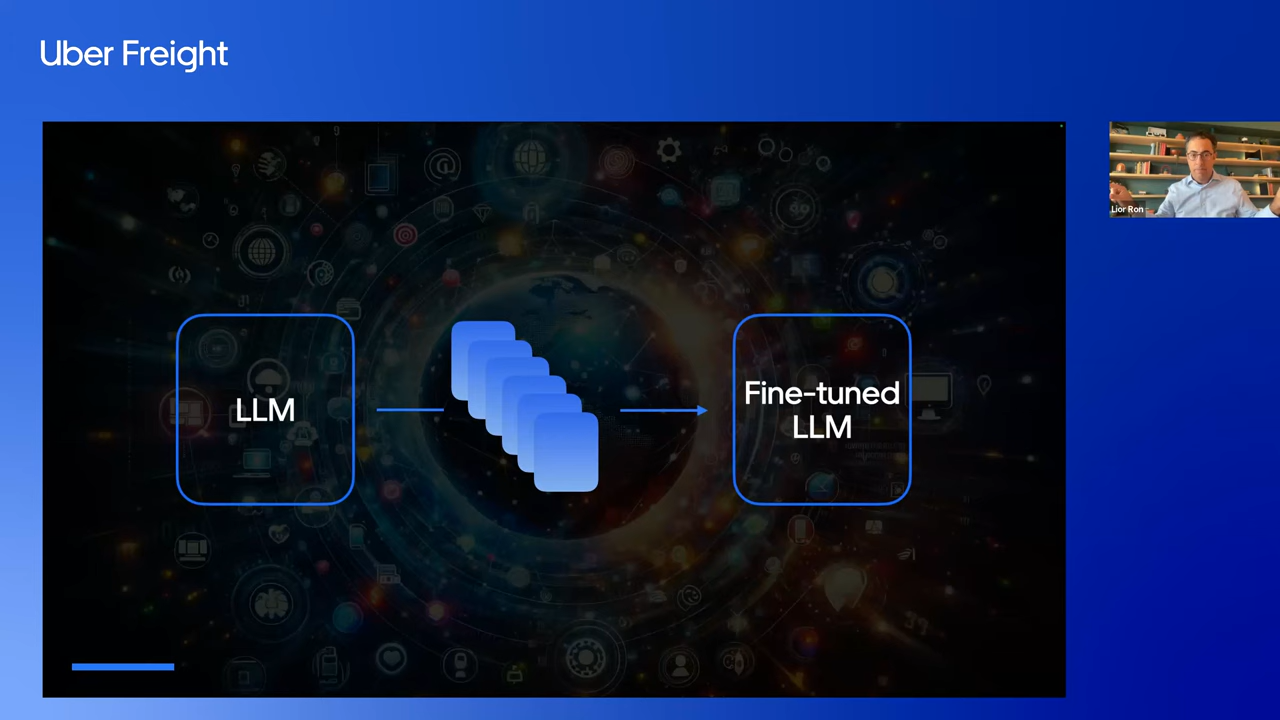 Uber Freight
Lior Ron
LLM
Fine-tuned
LLM